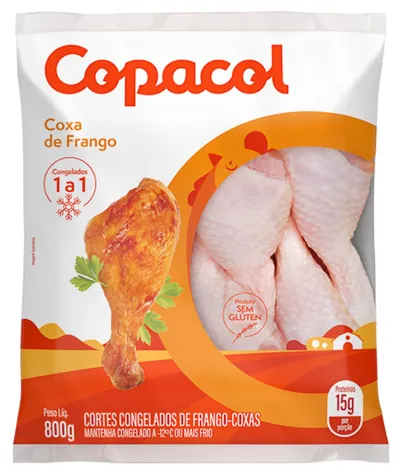 Copacol
Coxa
de Frango
Congelados
1 a 1
Produto
SEM
GLÚTEN
Proteínas
15g
por
porção
Peso Líq.
800g
CORTES CONGELADOS DE FRANGO-COXAS
MANTENHA CONGELADO A -12°C OU MAIS FRIO